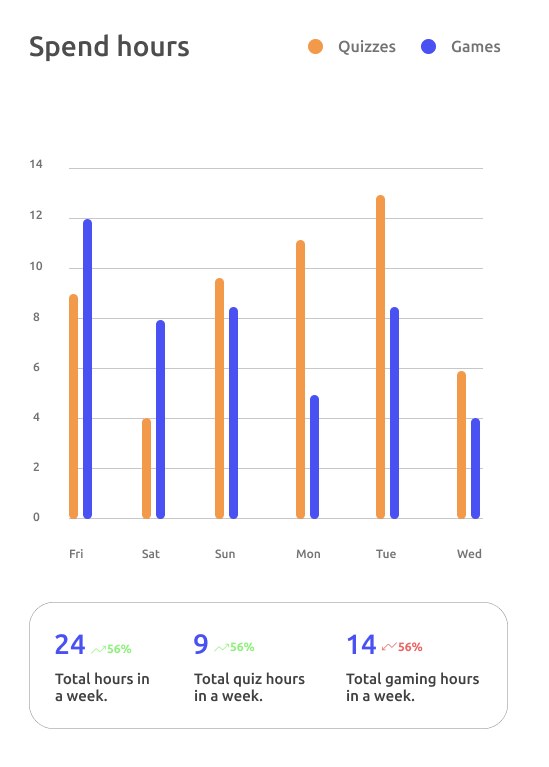 Spend hours
Quizzes Games
14
12
10
8
6
4
2
0
Fri Sat Sun Mon Tue Wed
24 56% 9 56% 14 56%
Total hours in Total quiz hours Total gaming hours
a week. in a week. in a week.